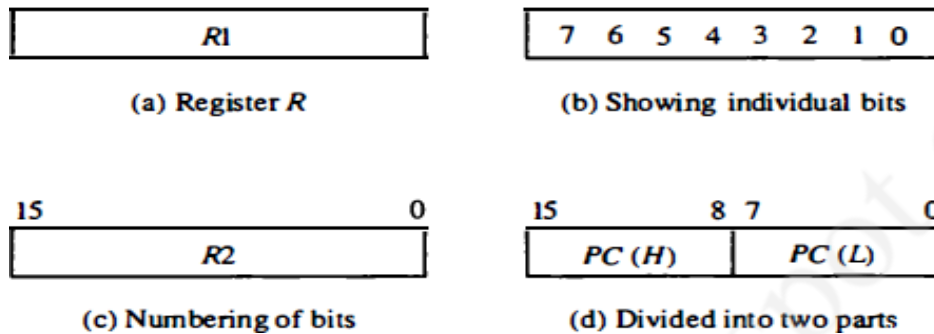 R1
7 6 5 4 3 2 1 0
(a) Register R
(b) Showing individual bits
15 0
15 8 7 0
R2
PC (H) PC (L)
(c) Numbering of bits
(d) Divided into two parts